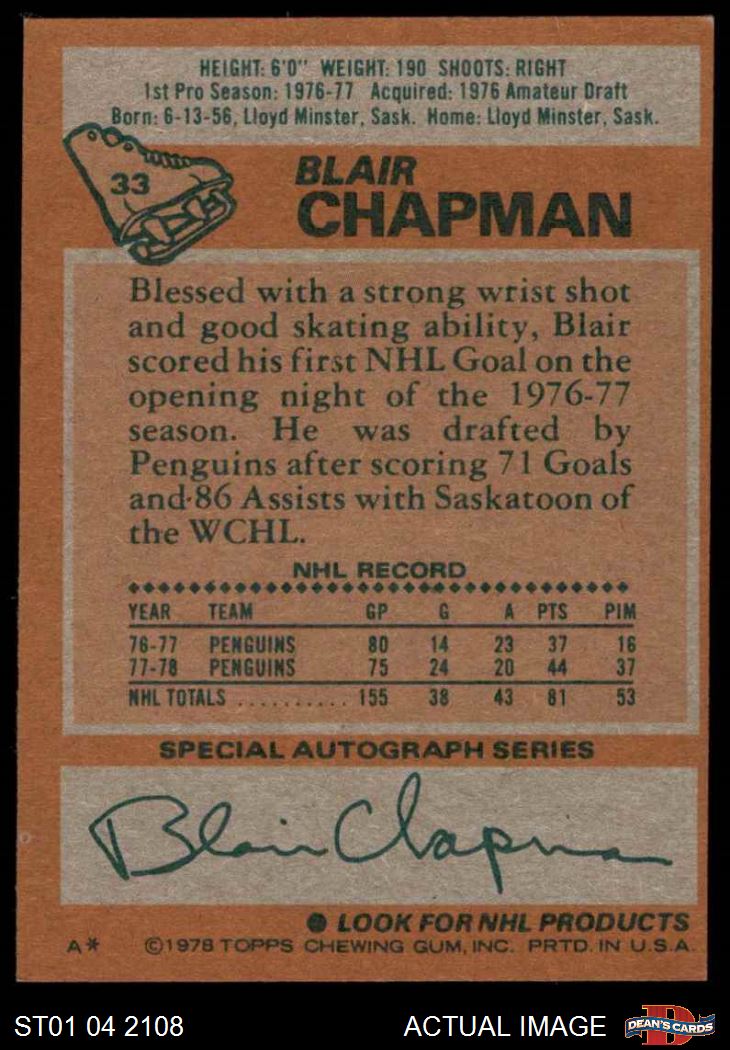 HEIGHT: 6'0" WEIGHT: 190 SHOOTS: RIGHT
1st Pro Season: 1976-77 Acquired: 1976 Amateur Draft
Born: 6-13-56, Lloyd Minster, Sask. Home: Lloyd Minster, Sask.
33
BLAIR
CHAPMAN
Blessed with a strong wrist shot
and good skating ability, Blair
scored his first NHL Goal on the
opening night of the 1976-77
season. He was drafted by
Penguins after scoring 71 Goals
and 86 Assists with Saskatoon of
the WCHL.
NHL RECORD
YEAR TEAM GP G A PTS PIM
76-77 PENGUINS 80 14 23 37 16
77-78 PENGUINS 75 24 20 44 37
NHL TOTALS .......... 155 38 43 81 53
SPECIAL AUTOGRAPH SERIES
Blair Chapman
● LOOK FOR NHL PRODUCTS
A* ©1978 TOPPS CHEWING GUM, INC. PRTD. IN U.S.A.
ST01 04 2108 ACTUAL IMAGE D DEAN'S CARDS